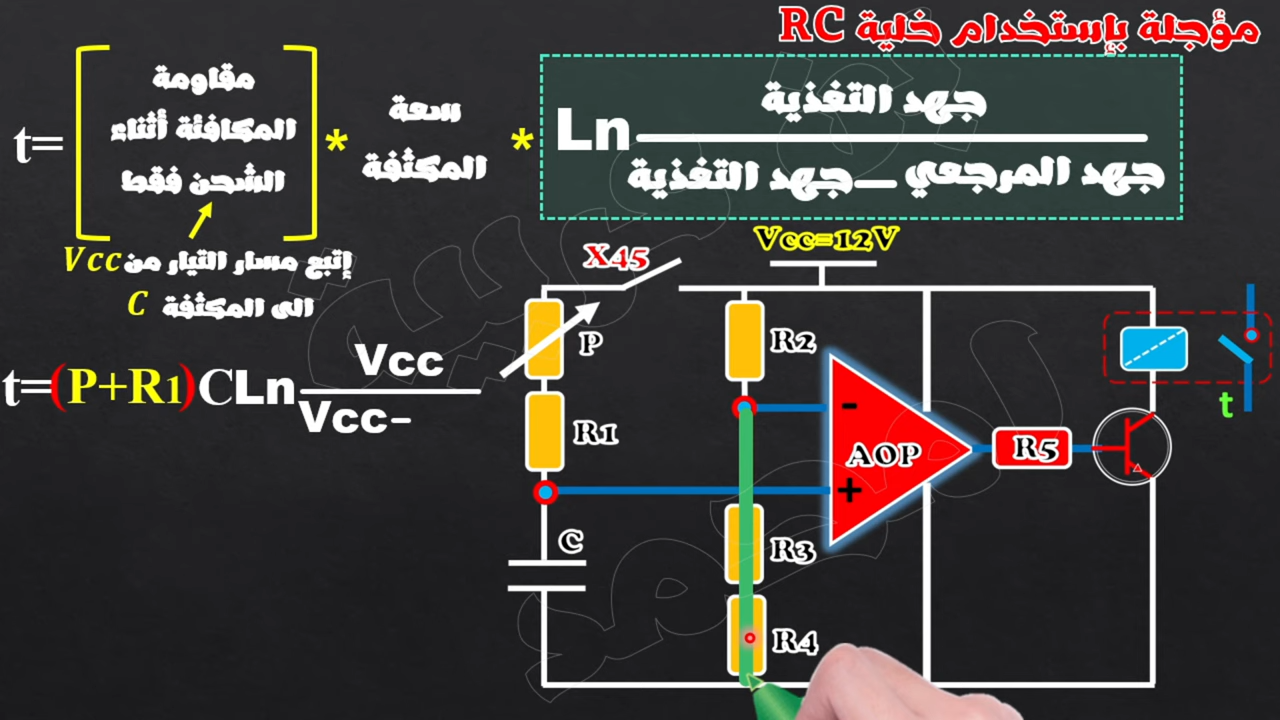 مؤجلة بإستخدام خلية RC
t=
مقاومة
المكافئة أثناء
الشحن فقط
*
سعة
المكثفة
*
Ln
جهد التغذية
جهد التغذية – جهد المرجعي
إتبع مسار التيار من Vcc
الى المكثفة C
t=(P+R1)CLn
Vcc
Vcc-
Vcc=12V
X45
P
R2
R1
-
AOP
+
R5
t
C
R3
R4